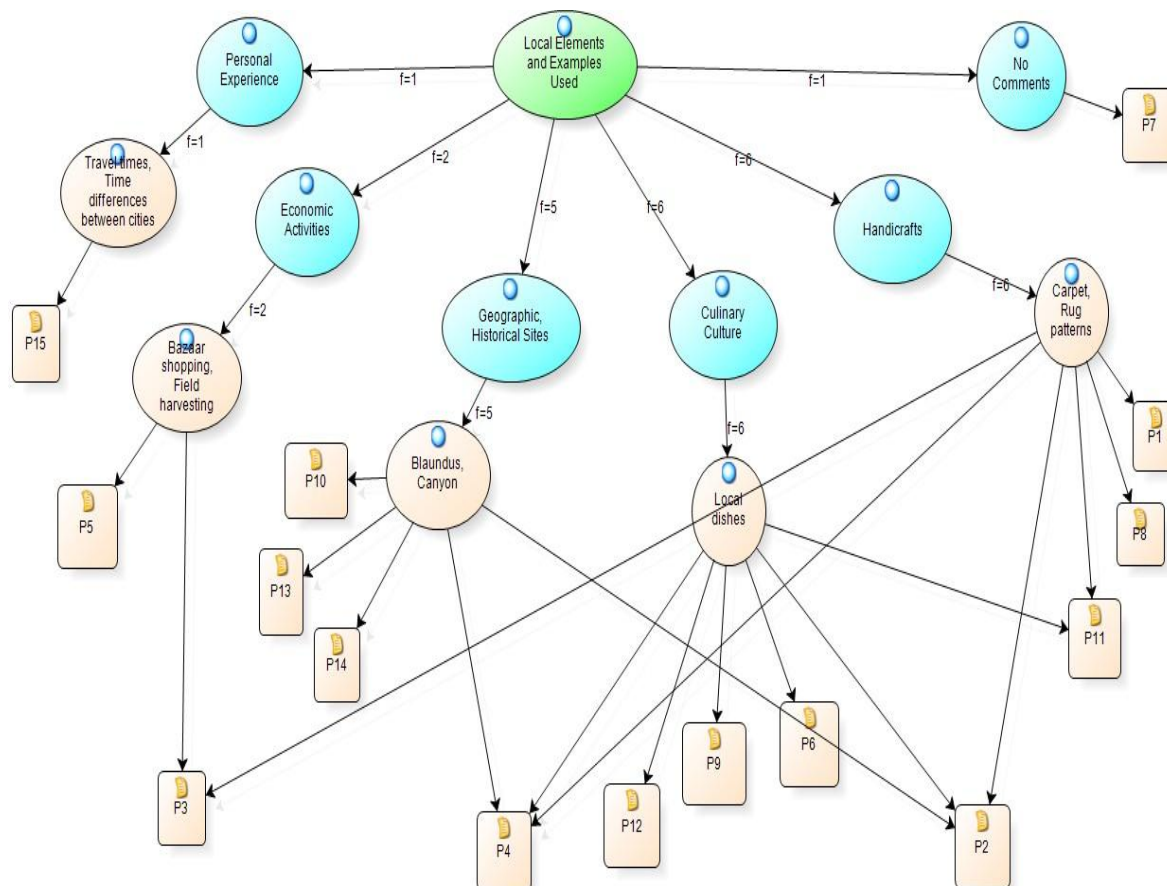 Local Elements
and Examples
Used
Personal
Experience
No
Comments
f=1
f=1
P7
f=1
f=2
f=6
Travel times,
Time
differences
between cities
Economic
Activities
f=5
f=6
Handicrafts
f=6
Carpet,
Rug
patterns
P15
f=2
Geographic,
Historical Sites
Culinary
Culture
Bazaar
shopping,
Field
harvesting
f=5
f=6
P1
Blaundus,
Canyon
Local
dishes
P10
P5
P8
P13
P14
P11
P3
P4
P12
P9
P6
P2